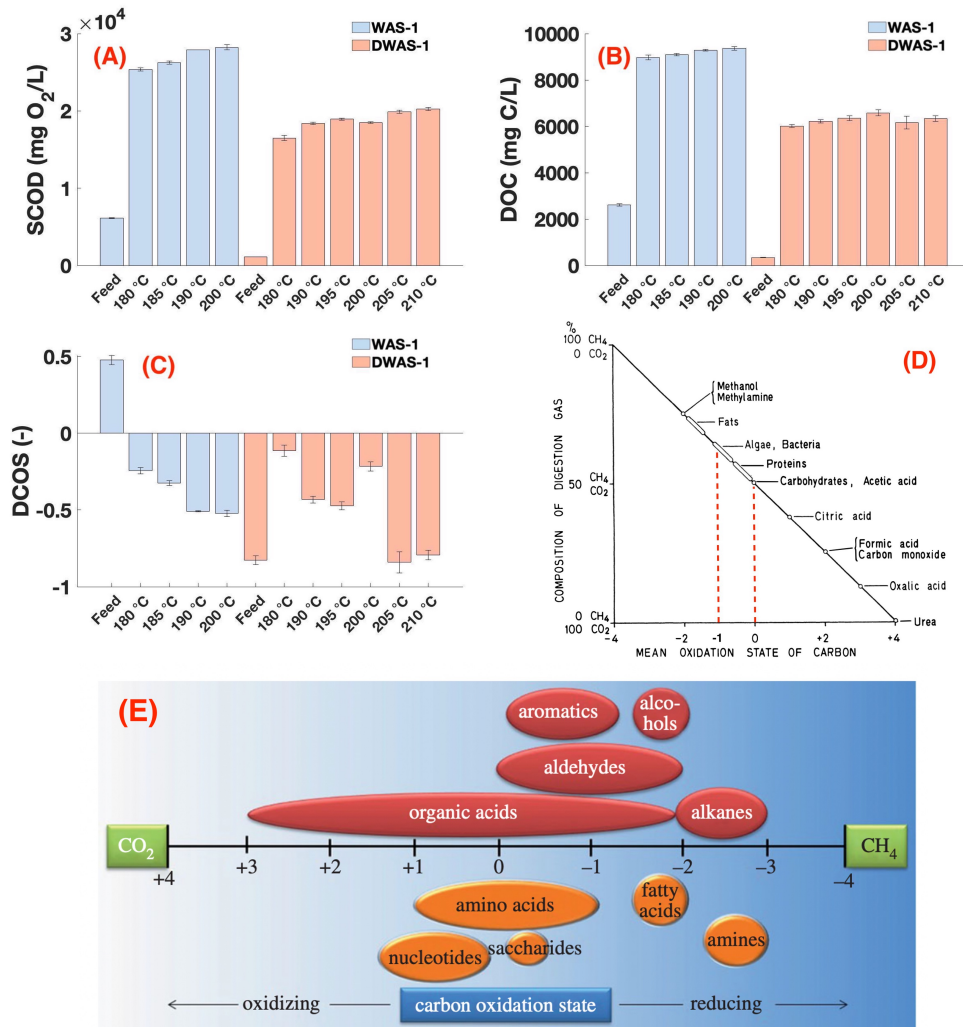 ×10⁴
(A)
WAS-1
DWAS-1
SCOD (mg O₂/L)
3
2
1
0
Feed
180 °C
185 °C
190 °C
200 °C
Feed
180 °C
190 °C
195 °C
200 °C
205 °C
210 °C
(B)
WAS-1
DWAS-1
DOC (mg C/L)
10000
8000
6000
4000
2000
0
Feed
180 °C
185 °C
190 °C
200 °C
Feed
180 °C
190 °C
195 °C
200 °C
205 °C
210 °C
(C)
WAS-1
DWAS-1
DCOS (-)
0.5
0
-0.5
-1
Feed
180 °C
185 °C
190 °C
200 °C
Feed
180 °C
190 °C
195 °C
200 °C
205 °C
210 °C
(D)
%
100 CH₄
0 CO₂
COMPOSITION OF DIGESTION GAS
50 CH₄
CO₂
0 CH₄
100 CO₂
Methanol
Methylamine
Fats
Algae, Bacteria
Proteins
Carbohydrates, Acetic acid
Citric acid
Formic acid
Carbon monoxide
Oxalic acid
Urea
-4
-2
-1
0
+2
+4
MEAN OXIDATION STATE OF CARBON
(E)
aromatics
alco-
hols
aldehydes
organic acids
alkanes
CO₂
CH₄
+4
+3
+1
0
−1
−2
−3
−4
amino acids
fatty
acids
nucleotides
saccharides
amines
oxidizing
carbon oxidation state
reducing